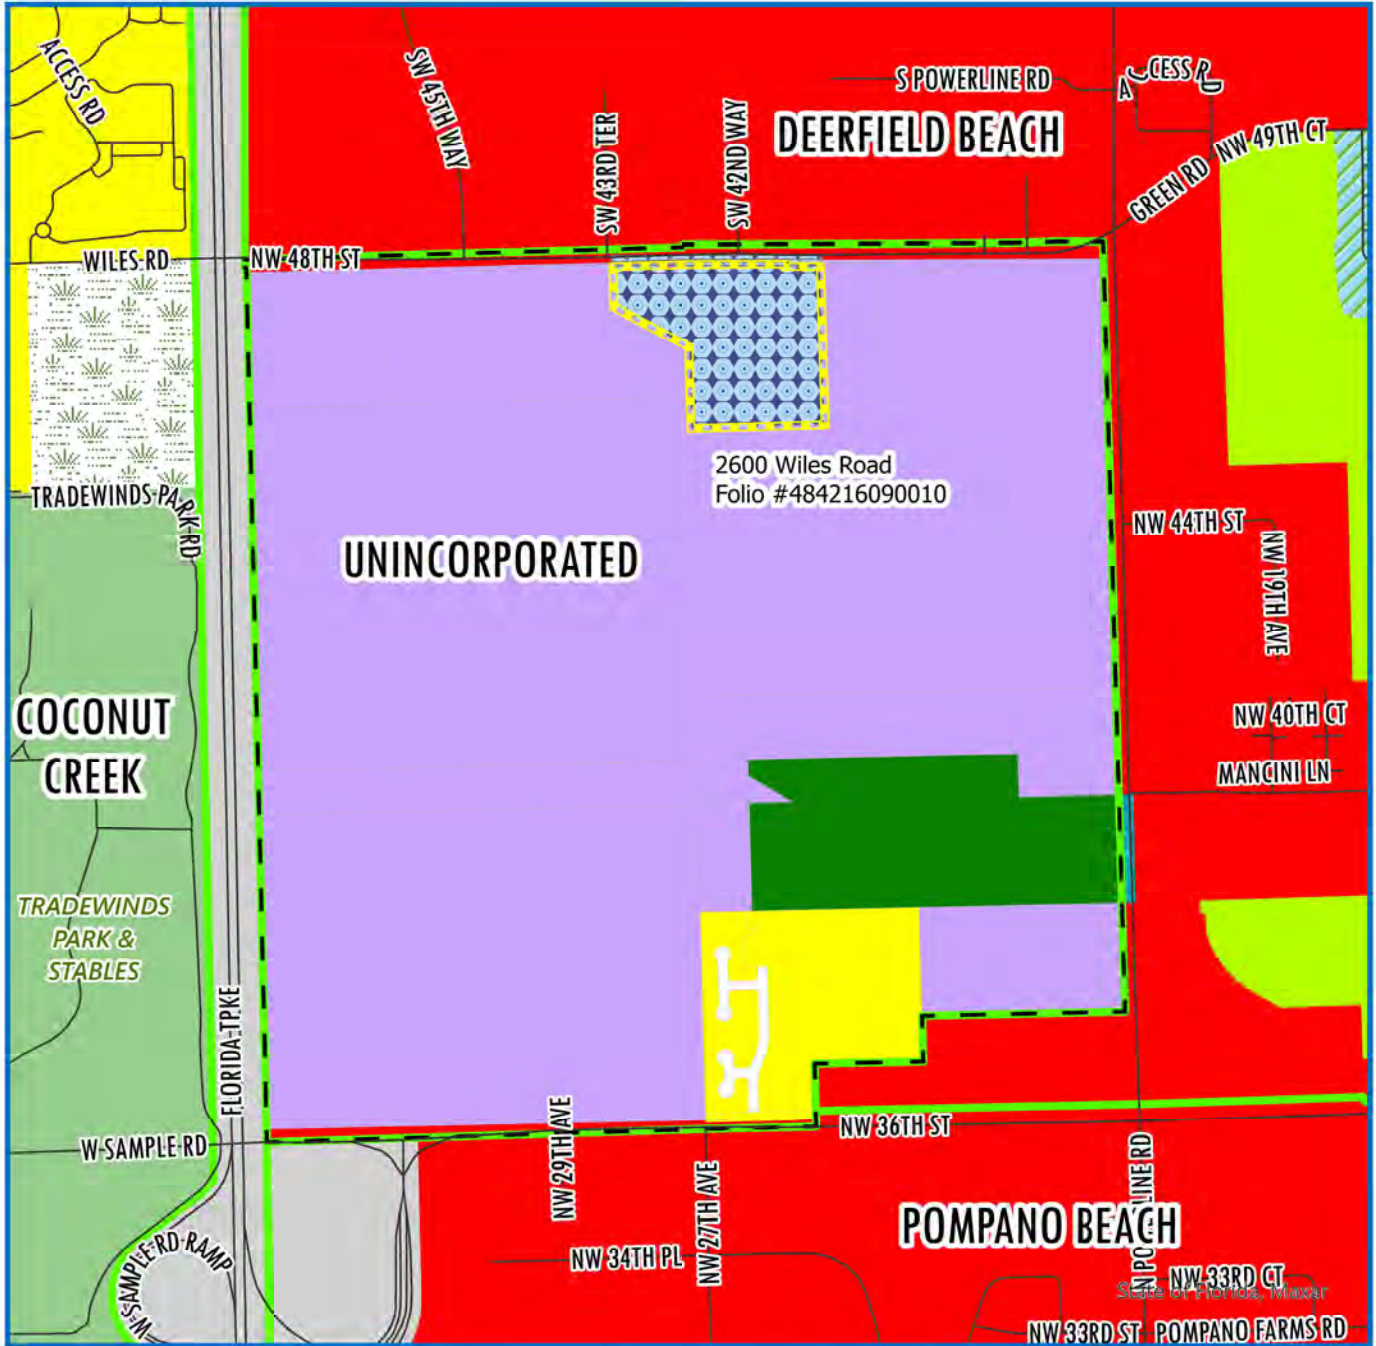 ACCESS RD
SW 45TH WAY
S POWERLINE RD
ACCESS RD
SW 43RD TER
SW 42ND WAY
DEERFIELD BEACH
NW 49TH CT
GREEN RD
WILES RD
NW 48TH ST
2600 Wiles Road
Folio #484216090010
TRADEWINDS PARK RD
NW 44TH ST
UNINCORPORATED
NW 19TH AVE
COCONUT
CREEK
NW 40TH CT
MANCINI LN
TRADEWINDS
PARK &
STABLES
FLORIDA TPKE
W SAMPLE RD
NW 29TH AVE
NW 36TH ST
NW 27TH AVE
N POWERLINE RD
POMPANO BEACH
W SAMPLE RD RAMP
NW 34TH PL
NW 33RD CT
State of Florida, Maxar
NW 33RD ST
POMPANO FARMS RD